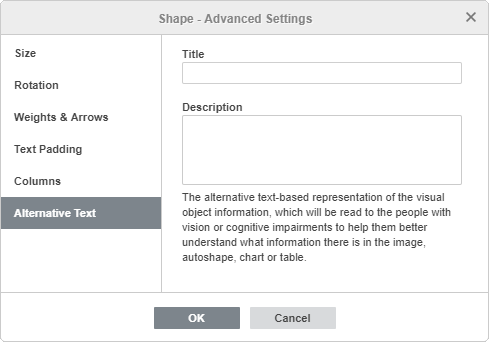 Shape - Advanced Settings
Size
Rotation
Weights & Arrows
Text Padding
Columns
Alternative Text
Title
Description
The alternative text-based representation of the visual
object information, which will be read to the people with
vision or cognitive impairments to help them better
understand what information there is in the image,
autoshape, chart or table.
OK
Cancel